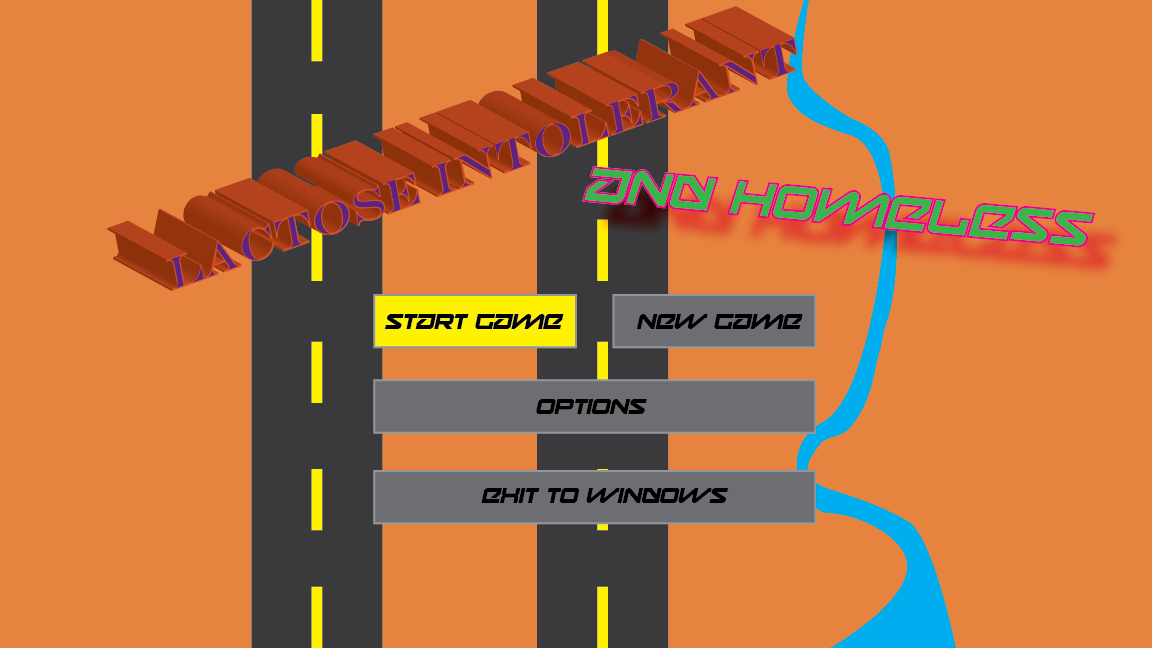 LACTOSE INTOLERANT
AND HOMELESS
START GAME
NEW GAME
OPTIONS
EXIT TO WINDOWS